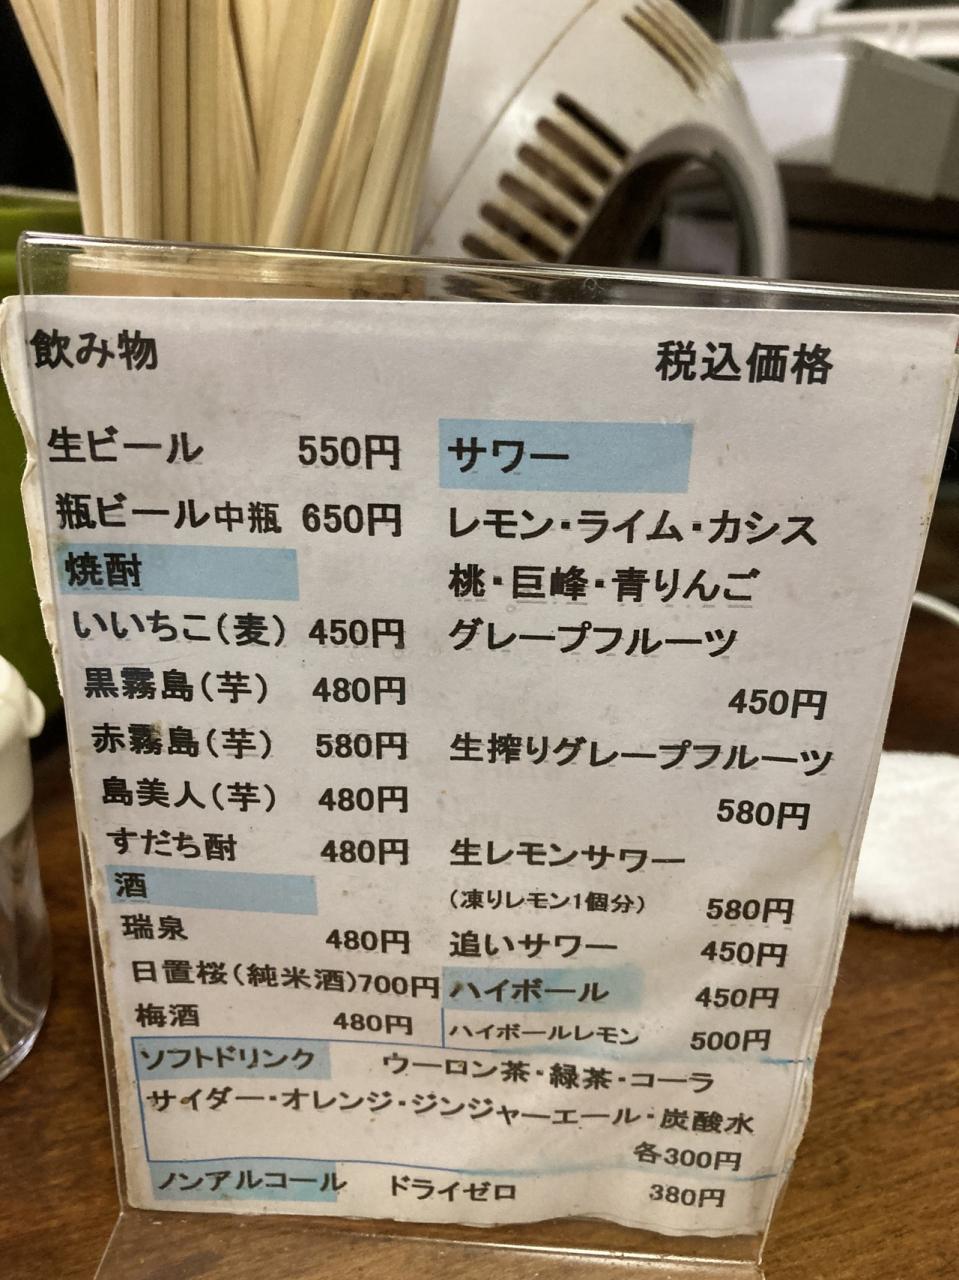 飲み物 税込価格
生ビール 550円
瓶ビール中瓶 650円
焼酎
いいちこ(麦) 450円
黒霧島(芋) 480円
赤霧島(芋) 580円
島美人(芋) 480円
すだち酎 480円
酒
瑞泉 480円
日置桜(純米酒)700円
梅酒 480円
サワー
レモン・ライム・カシス
桃・巨峰・青りんご
グレープフルーツ
450円
生搾りグレープフルーツ
580円
生レモンサワー
(凍りレモン1個分) 580円
追いサワー 450円
ハイボール 450円
ハイボールレモン 500円
ソフトドリンク ウーロン茶・緑茶・コーラ
サイダー・オレンジ・ジンジャーエール・炭酸水
各300円
ノンアルコール ドライゼロ 380円